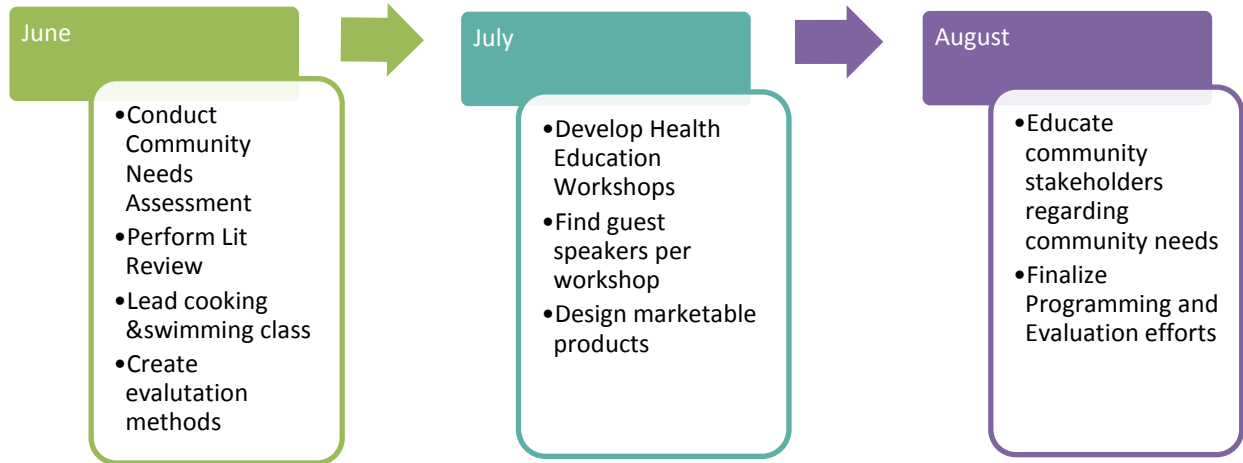 June
•Conduct
Community
Needs
Assessment
•Perform Lit
Review
•Lead cooking
&swimming class
•Create
evalutation
methods
July
•Develop Health
Education
Workshops
•Find guest
speakers per
workshop
•Design marketable
products
August
•Educate
community
stakeholders
regarding
community needs
•Finalize
Programming and
Evaluation efforts